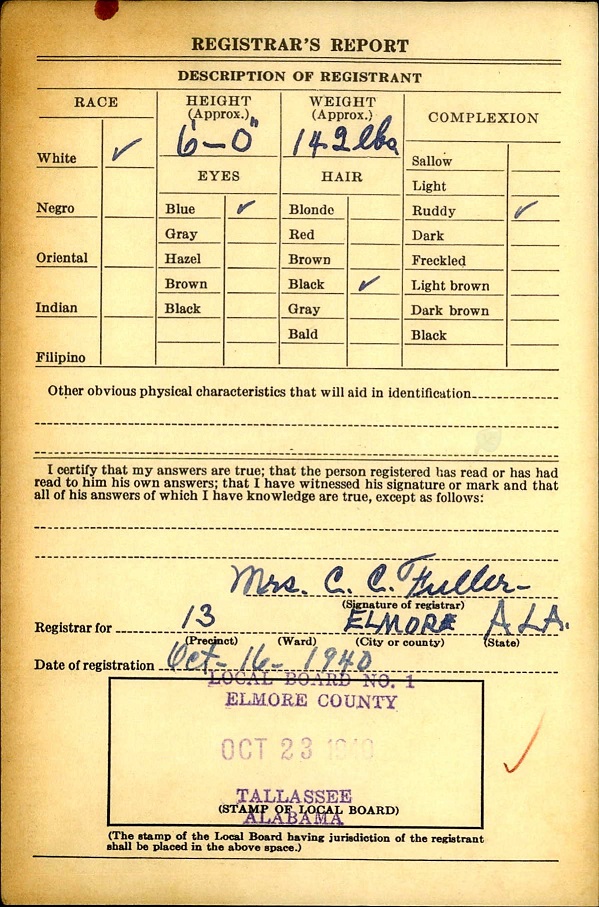 REGISTRAR'S REPORT
DESCRIPTION OF REGISTRANT
RACE
HEIGHT
(Approx.)
WEIGHT
(Approx.)
COMPLEXION
6'-0"
142 lbs
White ✓
EYES
HAIR
Sallow
Light
Negro
Blue ✓
Blonde
Ruddy ✓
Gray
Red
Dark
Oriental
Hazel
Brown
Freckled
Brown
Black ✓
Light brown
Indian
Black
Gray
Dark brown
Bald
Black
Filipino
Other obvious physical characteristics that will aid in identification
I certify that my answers are true; that the person registered has read or has had
read to him his own answers; that I have witnessed his signature or mark and that
all of his answers of which I have knowledge are true, except as follows:
Mrs. C. C. Fuller-
(Signature of registrar)
Registrar for 13 ELMORE ALA.
(Precinct) (Ward) (City or county) (State)
Date of registration Oct-16-1940
LOCAL BOARD NO. 1
ELMORE COUNTY
OCT 23 1940
TALLASSEE
(STAMP OF LOCAL BOARD)
ALABAMA
(The stamp of the Local Board having jurisdiction of the registrant
shall be placed in the above space.)